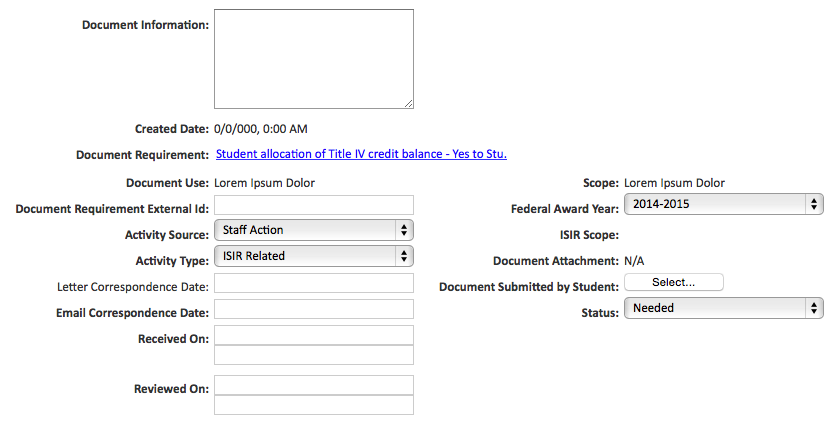 Document Information:
Created Date: 0/0/000, 0:00 AM
Document Requirement: Student allocation of Title IV credit balance - Yes to Stu.
Document Use: Lorem Ipsum Dolor
Scope: Lorem Ipsum Dolor
Document Requirement External Id:
Federal Award Year: 2014-2015
Activity Source: Staff Action
ISIR Scope:
Activity Type: ISIR Related
Document Attachment: N/A
Letter Correspondence Date:
Document Submitted by Student: Select...
Email Correspondence Date:
Status: Needed
Received On:
Reviewed On: